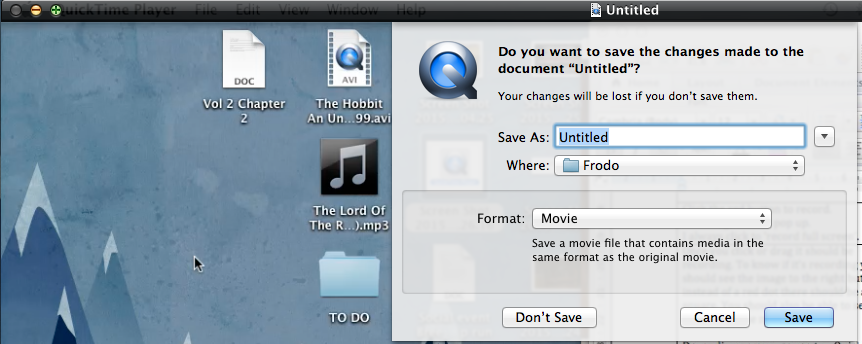 QuickTime Player File Edit View Window Help
Untitled
DOC
Vol 2 Chapter
2
AVI
The Hobbit
An Un...99.avi
The Lord Of
The R...).mp3
TO DO
Do you want to save the changes made to the
document “Untitled”?
Your changes will be lost if you don’t save them.
Save As: Untitled
Where: Frodo
Format: Movie
Save a movie file that contains media in the
same format as the original movie.
Don’t Save
Cancel
Save